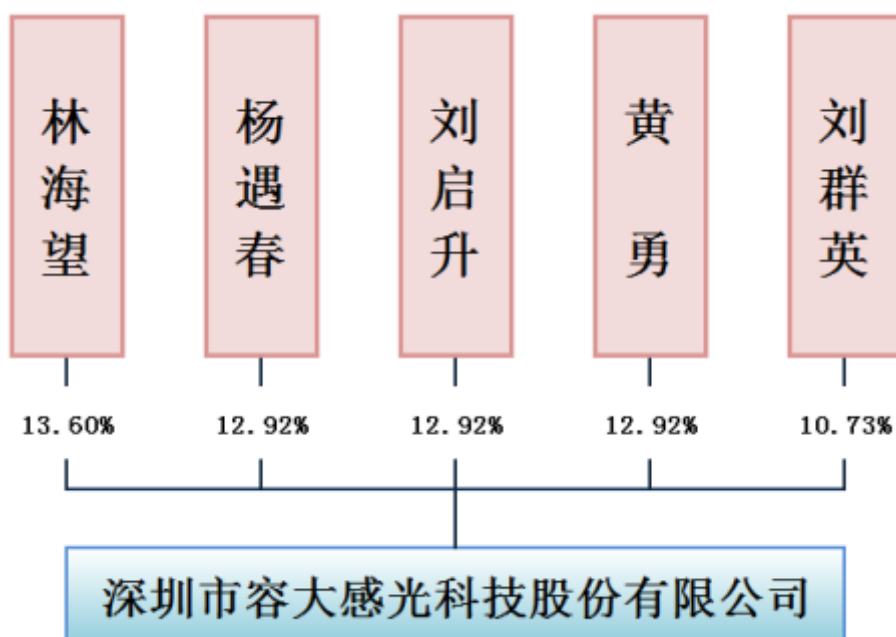 林海望
杨遇春
刘启升
黄勇
刘群英
13.60%
12.92%
12.92%
12.92%
10.73%
深圳市容大感光科技股份有限公司